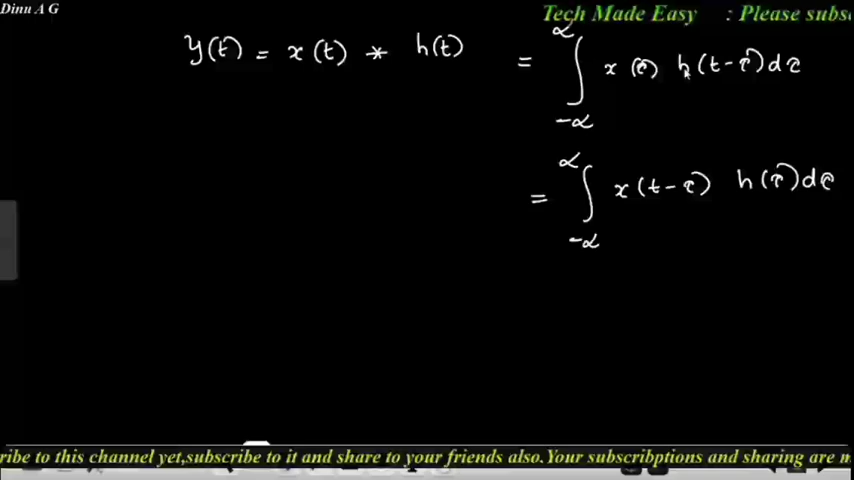 Dinu A G
Tech Made Easy : Please subs
y(t) = x(t) * h(t) = ∫_{-α}^{α} x(τ) h(t-τ)dτ
= ∫_{-α}^{α} x(t-τ) h(τ)dτ
ribe to this channel yet,subscribe to it and share to your friends also.Your subscribptions and sharing are m